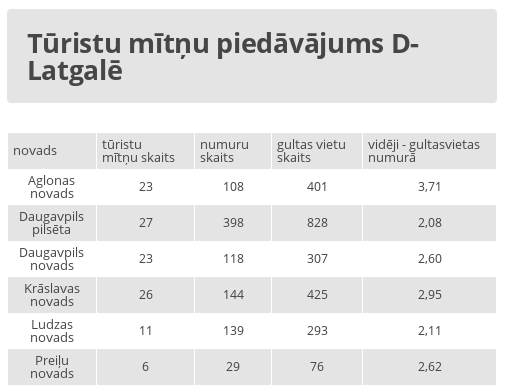 Tūristu mītņu piedāvājums D-
Latgalē
novads
tūristu
mītņu skaits
numuru
skaits
gultas vietu
skaits
vidēji - gultasvietas
numurā
Aglonas
novads
23
108
401
3,71
Daugavpils
pilsēta
27
398
828
2,08
Daugavpils
novads
23
118
307
2,60
Krāslavas
novads
26
144
425
2,95
Ludzas
novads
11
139
293
2,11
Preiļu
novads
6
29
76
2,62